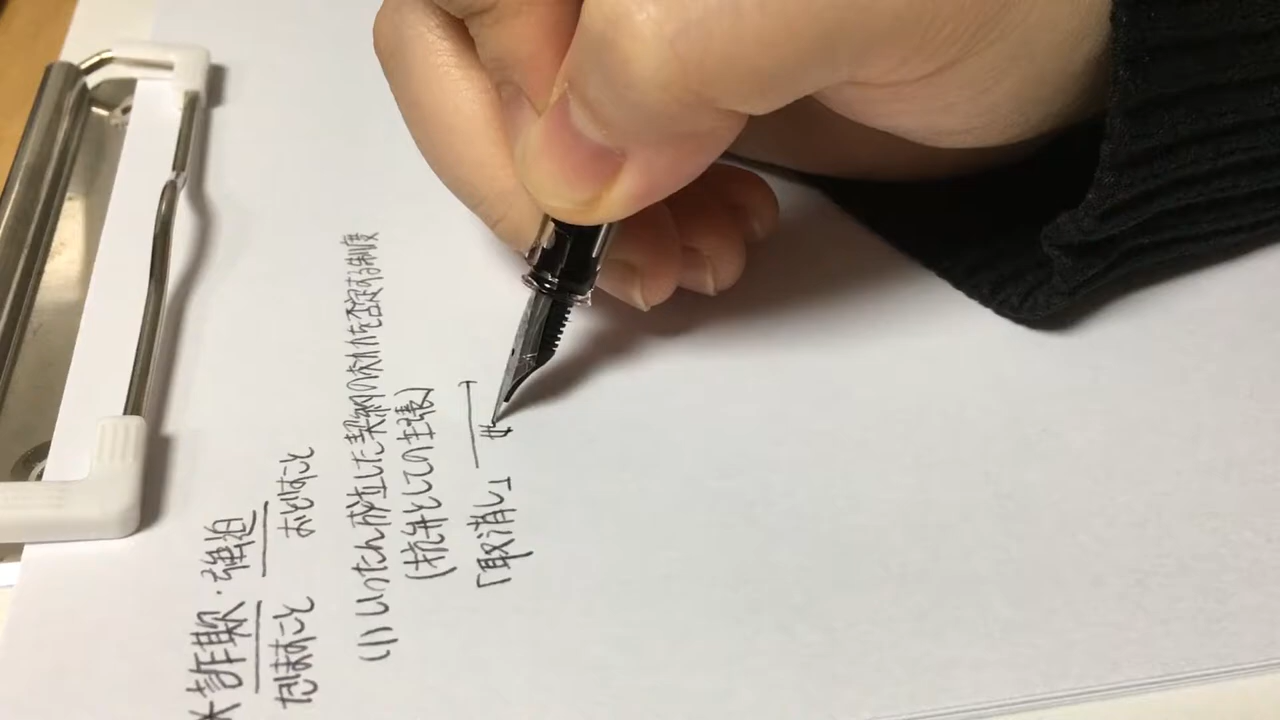 * 詐欺・強迫
だますこと おどすこと
(1) いったん成立した契約の効力を否定する制度
(抗弁としての主張)
「取消し」